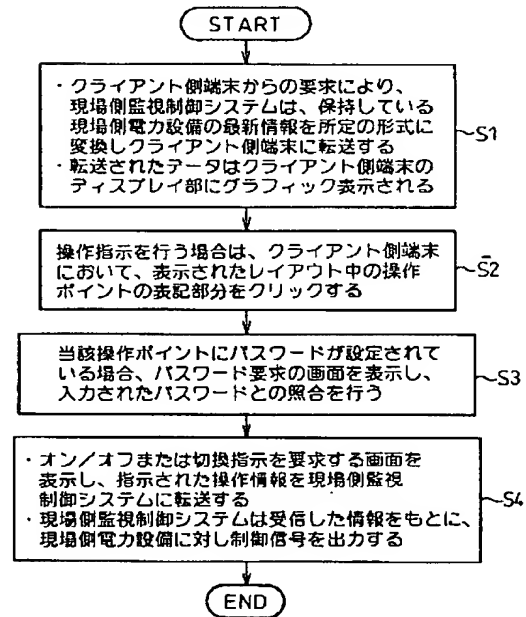 START
・クライアント側端末からの要求により、
現場側監視制御システムは、保持している
現場側電力設備の最新情報を所定の形式に
変換しクライアント側端末に転送する
・転送されたデータはクライアント側端末の
ディスプレイ部にグラフィック表示される
S1
操作指示を行う場合は、クライアント側端末
において、表示されたレイアウト中の操作
ポイントの表記部分をクリックする
S2
当該操作ポイントにパスワードが設定されて
いる場合、パスワード要求の画面を表示し、
入力されたパスワードとの照合を行う
S3
・オン/オフまたは切換指示を要求する画面を
表示し、指示された操作情報を現場側監視
制御システムに転送する
・現場側監視制御システムは受信した情報をもとに、
現場側電力設備に対し制御信号を出力する
S4
END